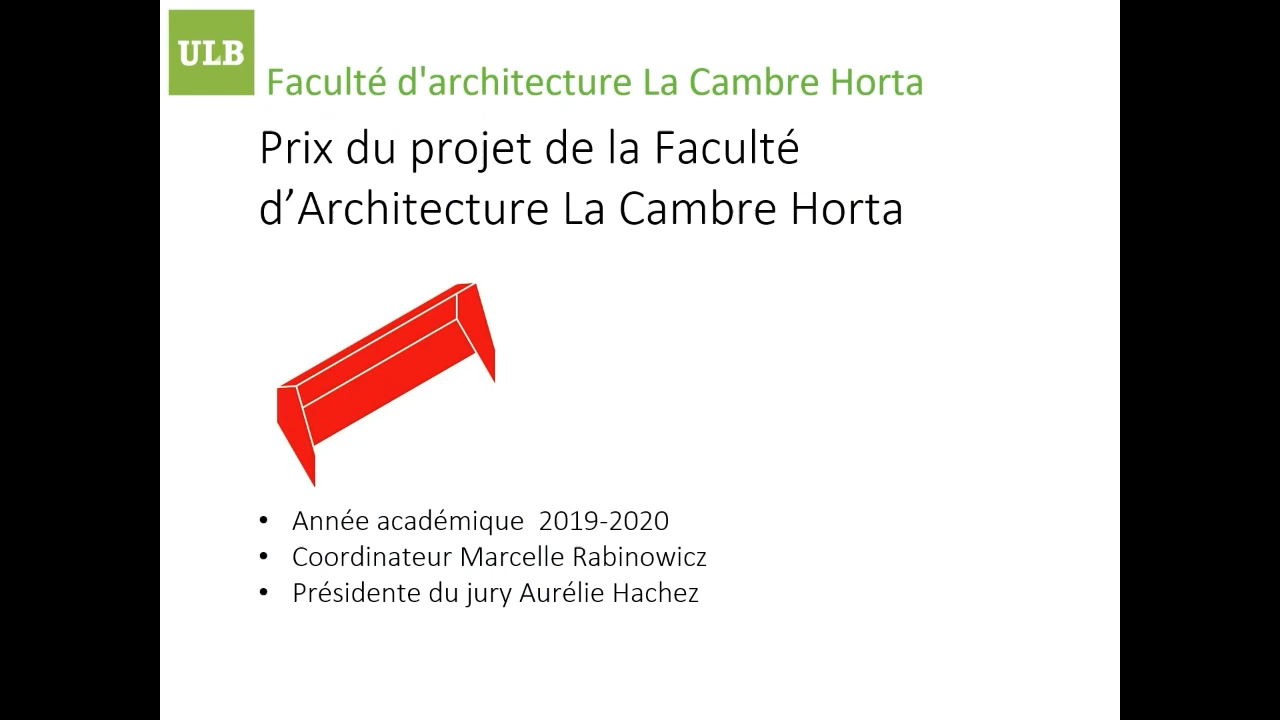 ULB
Faculté d'architecture La Cambre Horta
Prix du projet de la Faculté
d’Architecture La Cambre Horta
• Année académique  2019-2020
• Coordinateur Marcelle Rabinowicz
• Présidente du jury Aurélie Hachez